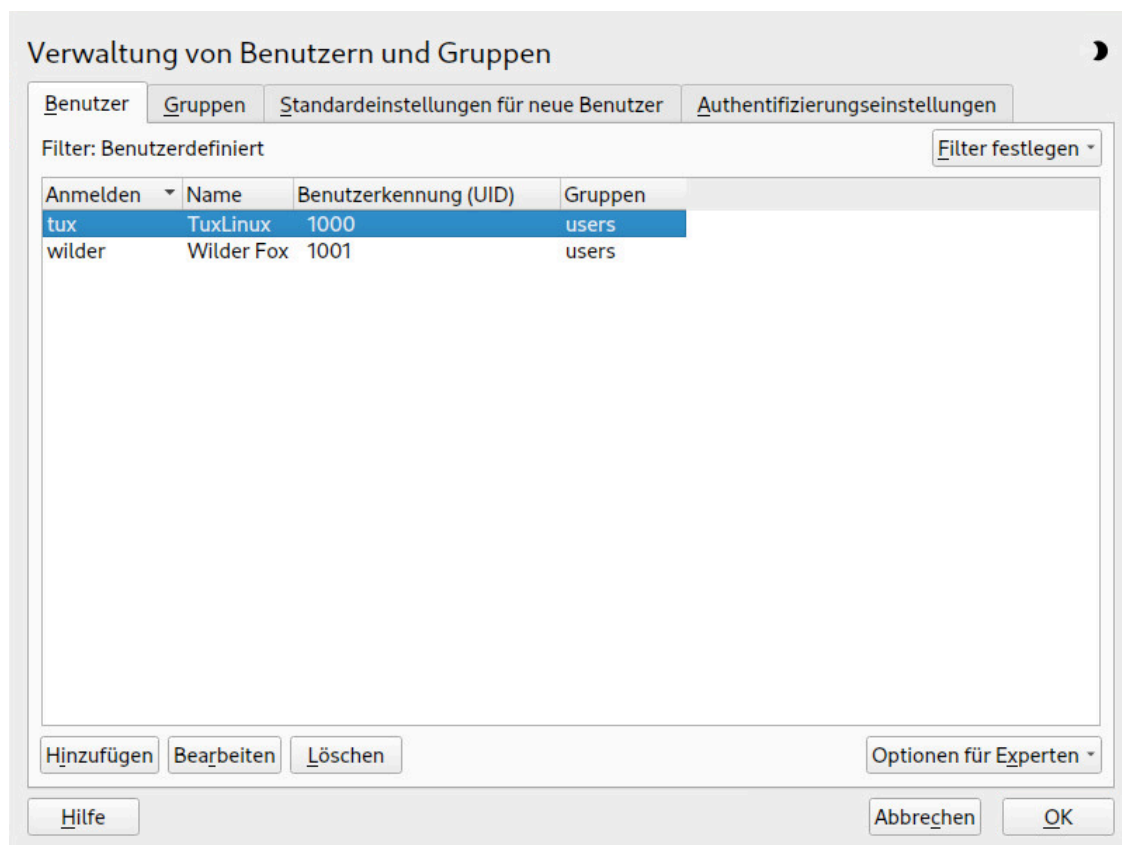 Verwaltung von Benutzern und Gruppen
Benutzer Gruppen Standardeinstellungen für neue Benutzer Authentifizierungseinstellungen
Filter: Benutzerdefiniert Filter festlegen
Anmelden Name Benutzerkennung (UID) Gruppen
tux TuxLinux 1000 users
wilder Wilder Fox 1001 users
Hinzufügen Bearbeiten Löschen Optionen für Experten
Hilfe Abbrechen OK